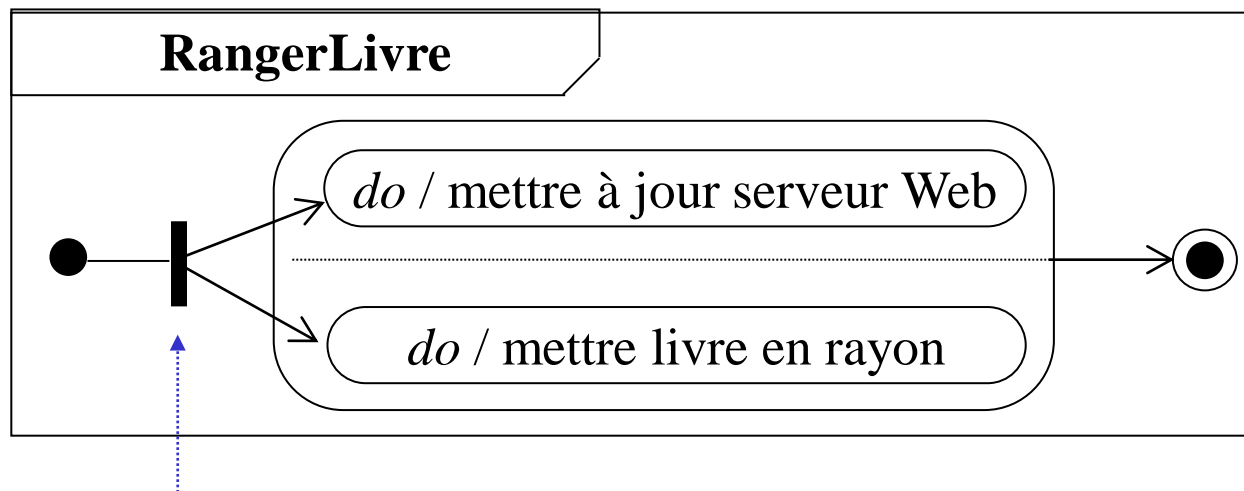 RangerLivre
do / mettre à jour serveur Web
do / mettre livre en rayon